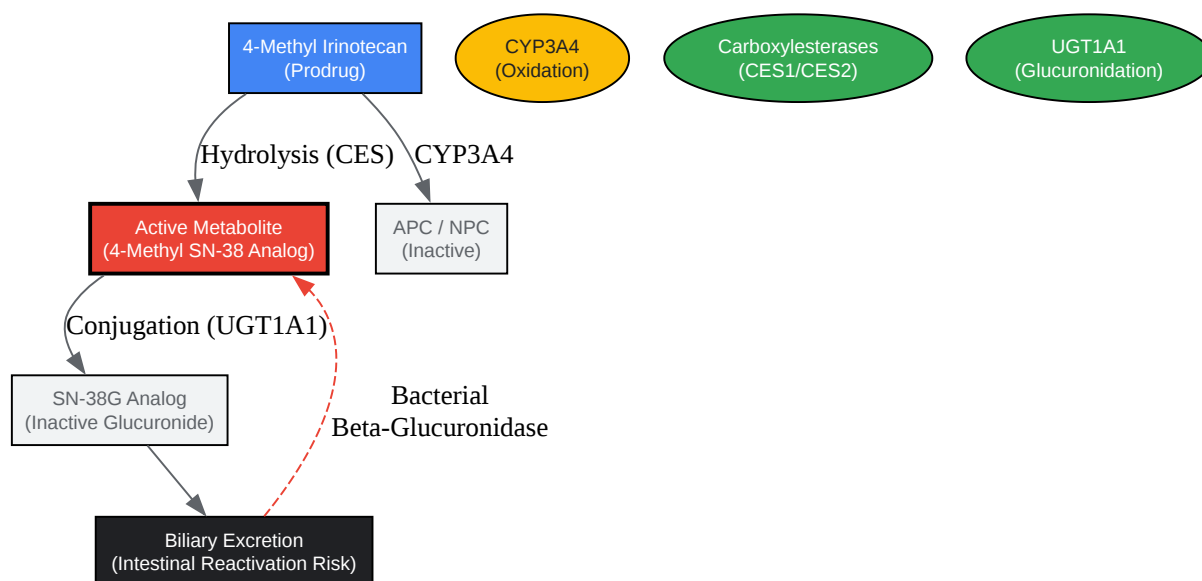 4-Methyl Irinotecan
(Prodrug)
CYP3A4
(Oxidation)
Carboxylesterases
(CES1/CES2)
UGT1A1
(Glucuronidation)
Hydrolysis (CES)
CYP3A4
Active Metabolite
(4-Methyl SN-38 Analog)
APC / NPC
(Inactive)
Conjugation (UGT1A1)
SN-38G Analog
(Inactive Glucuronide)
Bacterial
Beta-Glucuronidase
Biliary Excretion
(Intestinal Reactivation Risk)